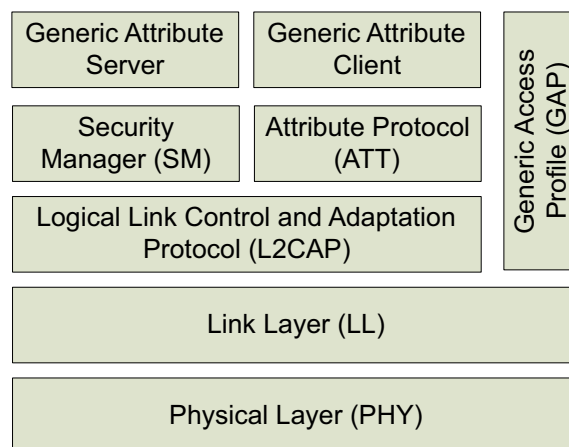 Generic Attribute
Server
Generic Attribute
Client
Generic Access
Profile (GAP)
Security
Manager (SM)
Attribute Protocol
(ATT)
Logical Link Control and Adaptation
Protocol (L2CAP)
Link Layer (LL)
Physical Layer (PHY)